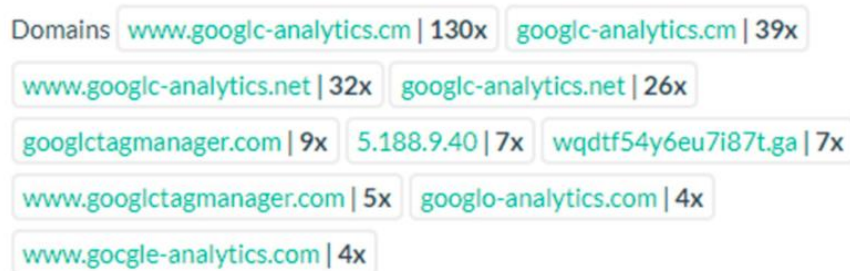 Domains www.googlc-analytics.cm | 130x googlc-analytics.cm | 39x
www.googlc-analytics.net | 32x googlc-analytics.net | 26x
googlctagmanager.com | 9x 5.188.9.40 | 7x wqdtf54y6eu7i87t.ga | 7x
www.googlctagmanager.com | 5x googlo-analytics.com | 4x
www.gocgle-analytics.com | 4x